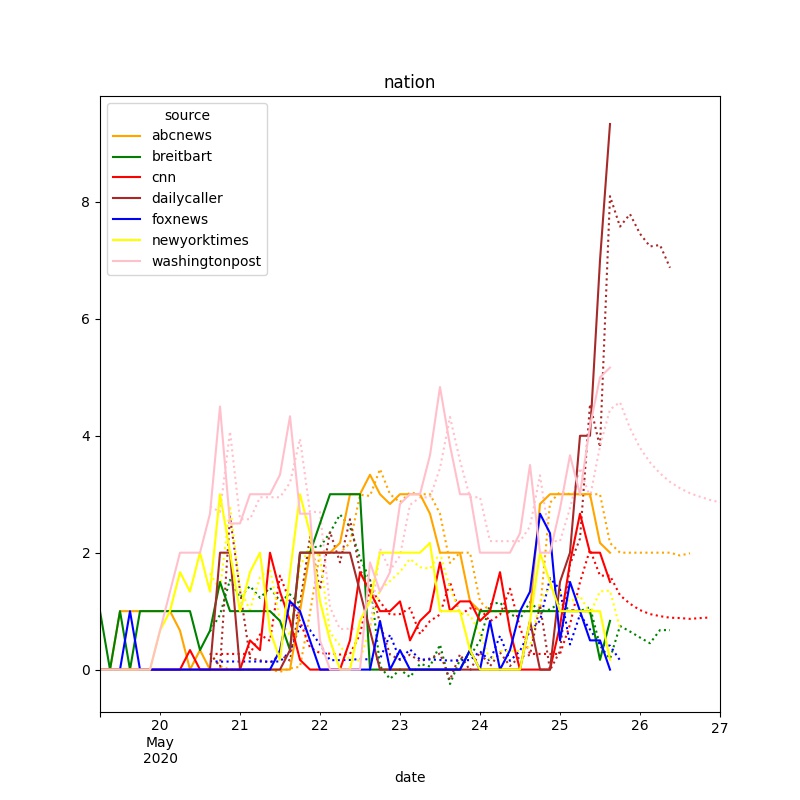 nation
source
abcnews
breitbart
cnn
dailycaller
foxnews
newyorktimes
washingtonpost
8
6
4
2
0
20 21 22 23 24 25 26 27
May
2020
date